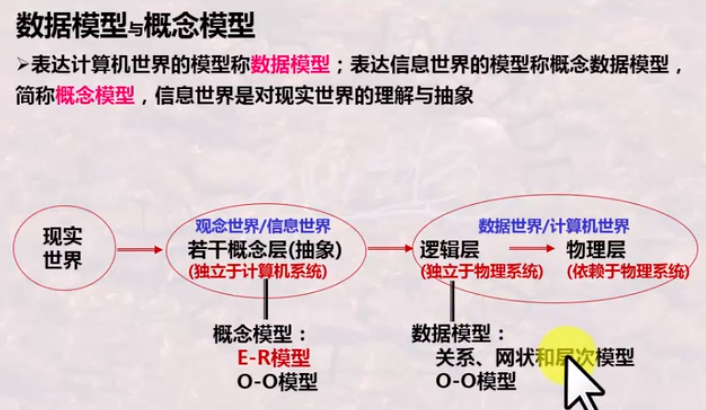 数据模型与概念模型
➢表达计算机世界的模型称数据模型；表达信息世界的模型称概念数据模型，
简称概念模型，信息世界是对现实世界的理解与抽象
现实
世界
观念世界/信息世界
若干概念层(抽象)
(独立于计算机系统)
数据世界/计算机世界
逻辑层
物理层
(独立于物理系统)
(依赖于物理系统)
概念模型：
E-R模型
O-O模型
数据模型：
关系、网状和层次模型
O-O模型